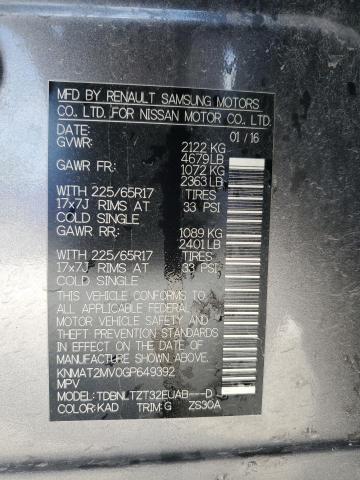 MFD BY RENAULT SAMSUNG MOTORS
CO., LTD. FOR NISSAN MOTOR CO., LTD.
DATE: 01/16
GVWR: 2122 KG
4679LB
GAWR FR: 1072 KG
2363LB
WITH 225/65R17 TIRES
17x7J RIMS AT 33 PSI
COLD SINGLE
GAWR RR: 1089 KG
2401LB
WITH 225/65R17 TIRES
17x7J RIMS AT 33 PSI
COLD SINGLE
THIS VEHICLE CONFORMS TO
ALL APPLICABLE FEDERAL
MOTOR VEHICLE SAFETY AND
THEFT PREVENTION STANDARDS
IN EFFECT ON THE DATE OF
MANUFACTURE SHOWN ABOVE.
KNMAT2MV0GP649392
MPV
MODEL: TDBNLTZT32EUAB---D
COLOR:KAD TRIM:G ZS30A